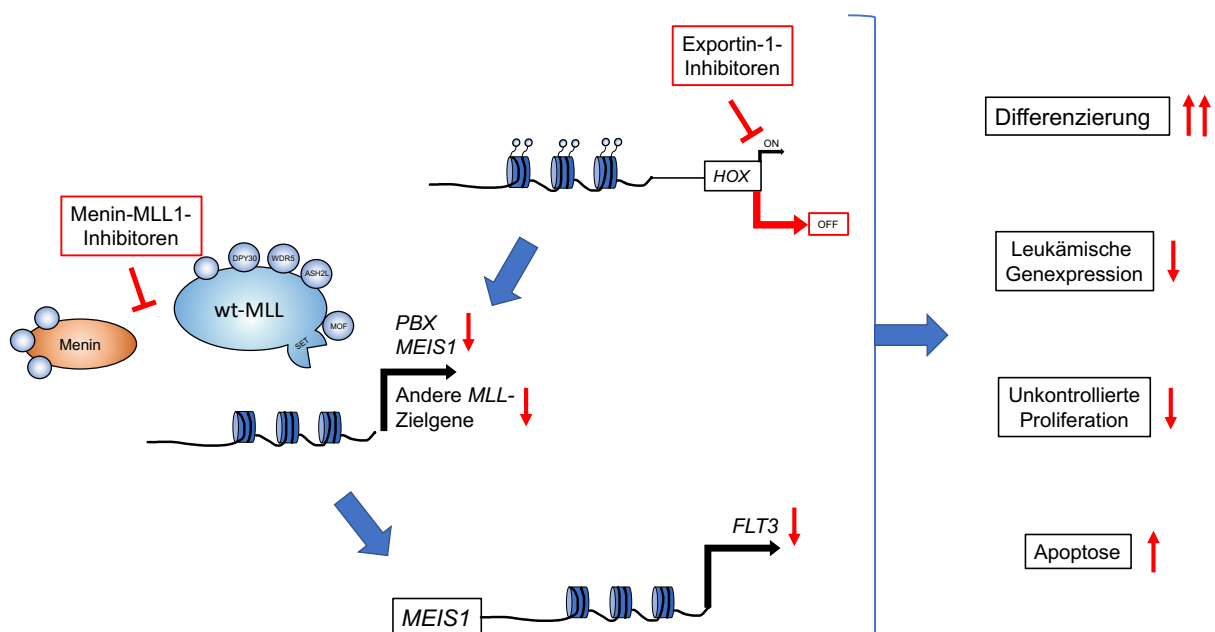 Exportin-1-
Inhibitoren
Differenzierung
ON
HOX
OFF
Menin-MLL1-
Inhibitoren
DPY30
WDR5
ASH2L
wt-MLL
MOF
SET
Menin
Leukämische
Genexpression
PBX
MEIS1
Andere MLL-
Zielgene
Unkontrollierte
Proliferation
FLT3
Apoptose
MEIS1